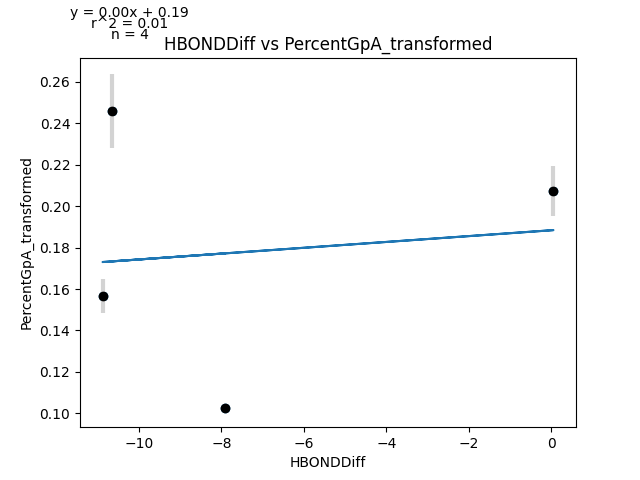 y = 0.00x + 0.19
r^2 = 0.01
n = 4
HBONDDiff vs PercentGpA_transformed
PercentGpA_transformed
0.26
0.24
0.22
0.20
0.18
0.16
0.14
0.12
0.10
−10
−8
−6
−4
−2
0
HBONDDiff